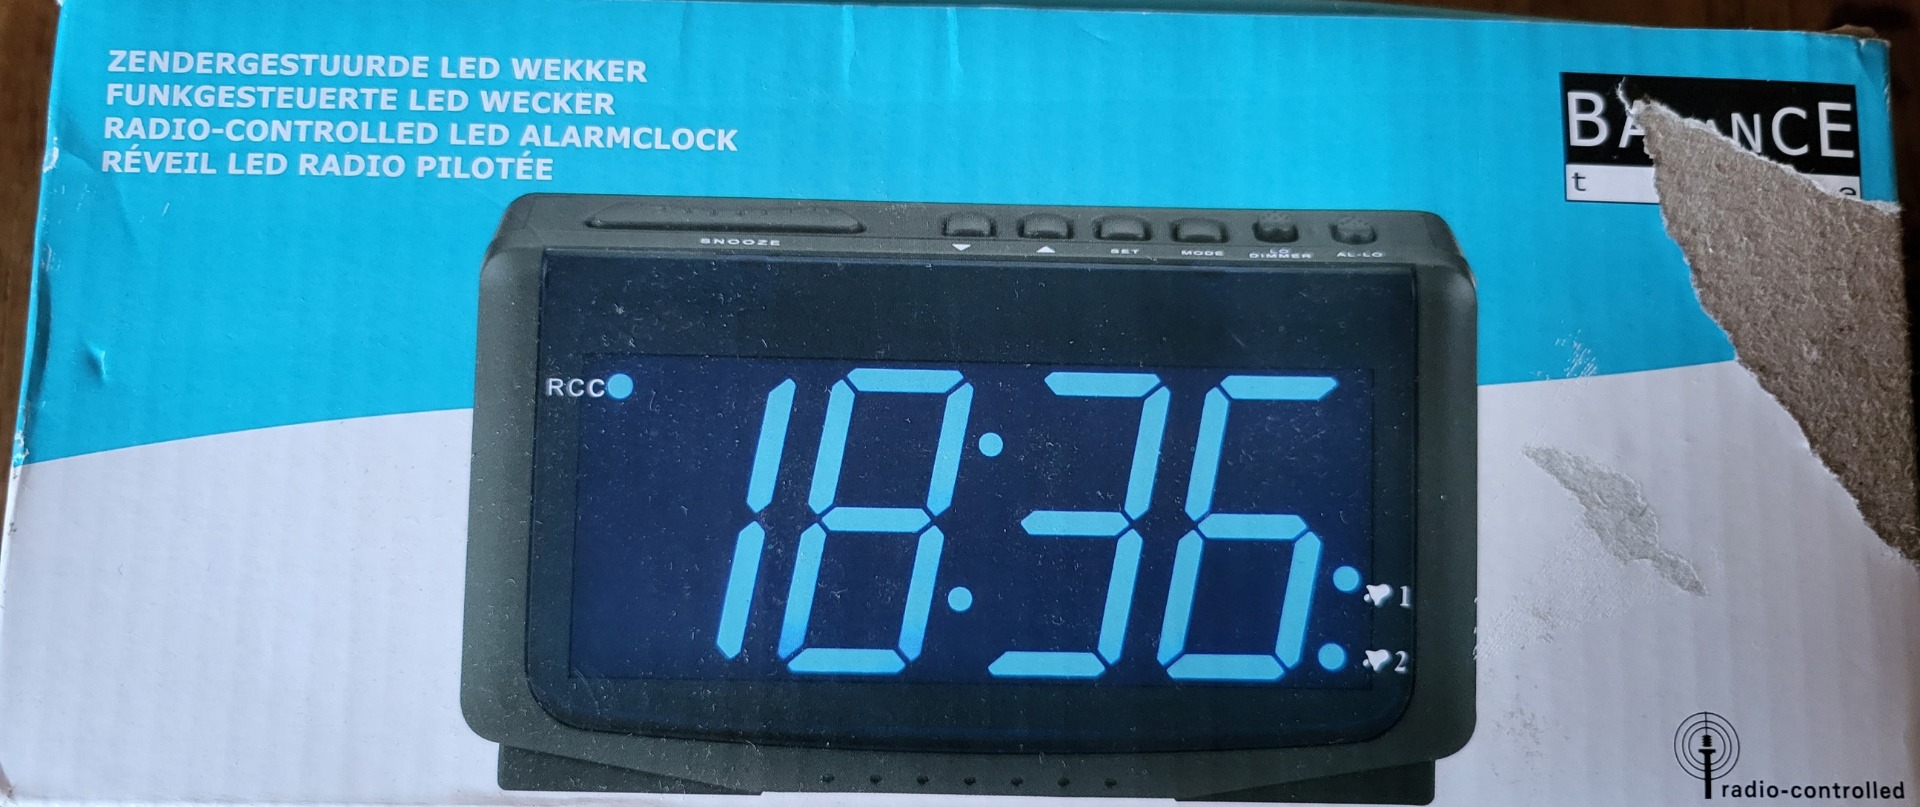 ZENDERGESTUURDE LED WEKKER
FUNKGESTEUERTE LED WECKER
RADIO-CONTROLLED LED ALARMCLOCK
RÉVEIL LED RADIO PILOTÉE
SNOOZE
SET
MODE
LO
DIMMER
AL-LO
RCC
18:36
1
2
radio-controlled